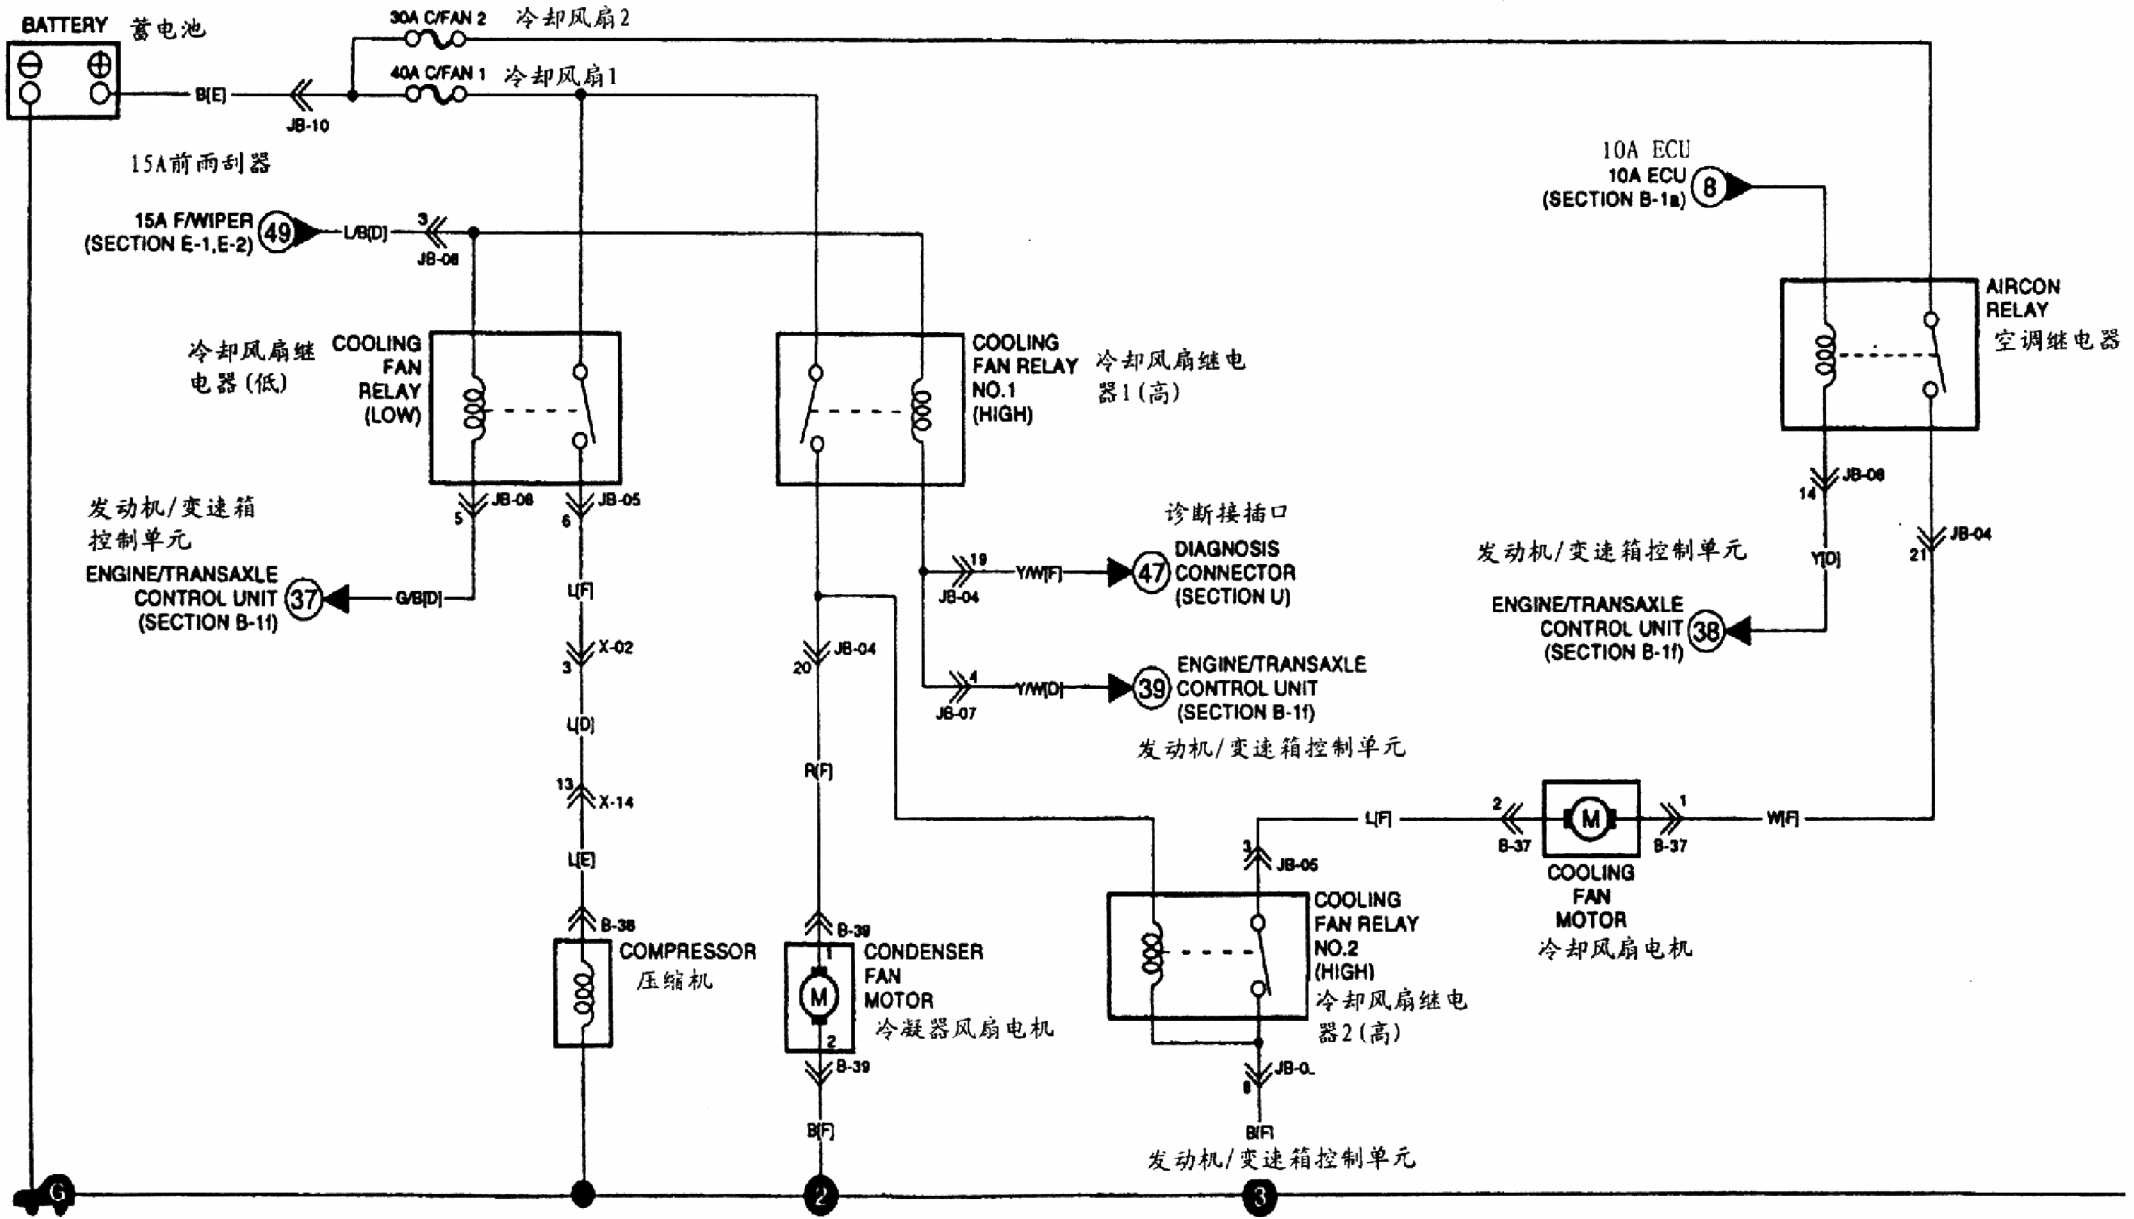 BATTERY 蓄电池
30A C/FAN 2 冷却风扇2
40A C/FAN 1 冷却风扇1
B[E]
JB-10
15A前雨刮器
15A F/WIPER
(SECTION E-1,E-2)
49
L/B[D]
3
JB-08
10A ECU
10A ECU
(SECTION B-1a)
8
AIRCON
RELAY
空调继电器
冷却风扇继
电器(低)
COOLING
FAN
RELAY
(LOW)
COOLING
FAN RELAY
NO.1
(HIGH)
冷却风扇继电
器1(高)
5
JB-08
6
JB-05
14
JB-08
21
JB-04
发动机/变速箱
控制单元
ENGINE/TRANSAXLE
CONTROL UNIT
(SECTION B-1f)
37
G/B[D]
L[F]
诊断接插口
DIAGNOSIS
CONNECTOR
(SECTION U)
47
19
JB-04
Y/W[F]
Y[D]
发动机/变速箱控制单元
ENGINE/TRANSAXLE
CONTROL UNIT
(SECTION B-1f)
38
X-02
3
20
JB-04
4
JB-07
Y/W[D]
39
ENGINE/TRANSAXLE
CONTROL UNIT
(SECTION B-1f)
发动机/变速箱控制单元
L[D]
R[F]
13
X-14
L[E]
L[F]
2
B-37
M
1
B-37
W[F]
COOLING
FAN
MOTOR
冷却风扇电机
3
JB-05
COOLING
FAN RELAY
NO.2
(HIGH)
冷却风扇继电
器2(高)
B-38
COMPRESSOR
压缩机
B-39
1
M
2
B-39
CONDENSER
FAN
MOTOR
冷凝器风扇电机
B[F]
B[F]
发动机/变速箱控制单元
G
2
3